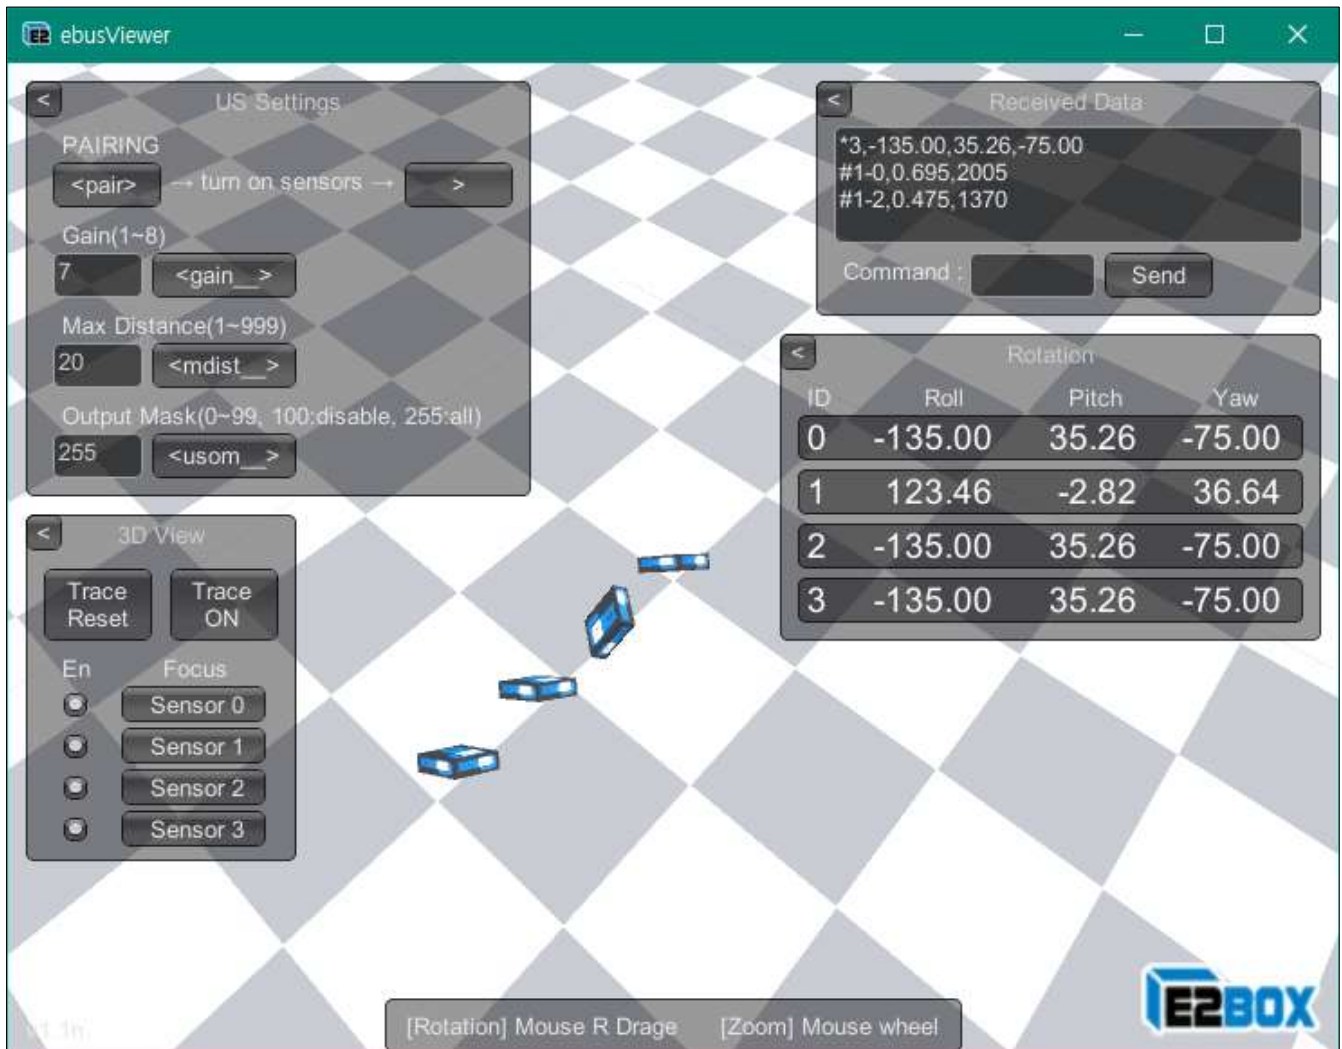 ebusViewer
< US Settings
PAIRING
<pair> → turn on sensors → >
Gain(1~8)
7 <gain__>
Max Distance(1~999)
20 <mdist__>
Output Mask(0~99, 100:disable, 255:all)
255 <usom__>
< 3D View
Trace Reset
Trace ON
En Focus
Sensor 0
Sensor 1
Sensor 2
Sensor 3
< Received Data
*3,-135.00,35.26,-75.00
#1-0,0.695,2005
#1-2,0.475,1370
Command : Send
< Rotation
ID Roll Pitch Yaw
0 -135.00 35.26 -75.00
1 123.46 -2.82 36.64
2 -135.00 35.26 -75.00
3 -135.00 35.26 -75.00
[Rotation] Mouse R Drage [Zoom] Mouse wheel
E2BOX